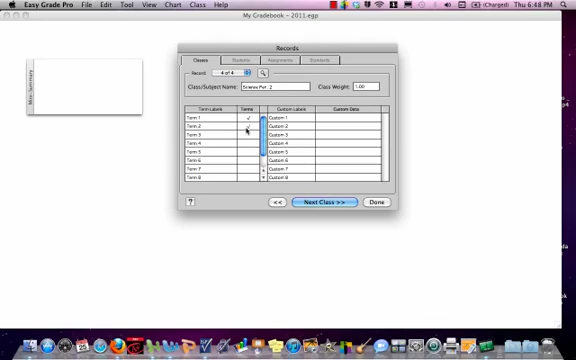 Easy Grade Pro File Edit Tools View Chart Class Help (Charged) Thu 6:48 PM
My Gradebook - 2011.egp
Records
Classes Students Assignments Standards
Record 4 of 4
Class/Subject Name: Science Per. 2 Class Weight: 1.00
Term Labels Terms Custom Labels Custom Data
Term 1 √ Custom 1
Term 2 √ Custom 2
Term 3 Custom 3
Term 4 Custom 4
Term 5 Custom 5
Term 6 Custom 6
Term 7 Custom 7
Term 8 Custom 8
? << Next Class >> Done
Mini-Summary